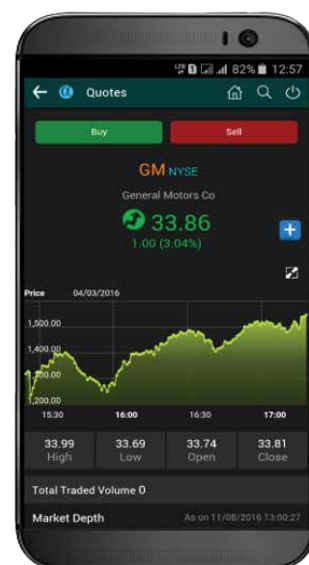 82% 12:57
Quotes
Buy Sell
GM NYSE
General Motors Co
33.86
1.00 (3.04%)
Price 04/03/2016
1,500.00
1,400.00
1,300.00
1,200.00
15:30 16:00 16:30 17:00
33.99 33.69 33.74 33.81
High Low Open Close
Total Traded Volume 0
Market Depth As on 11/08/2016 13:00:27